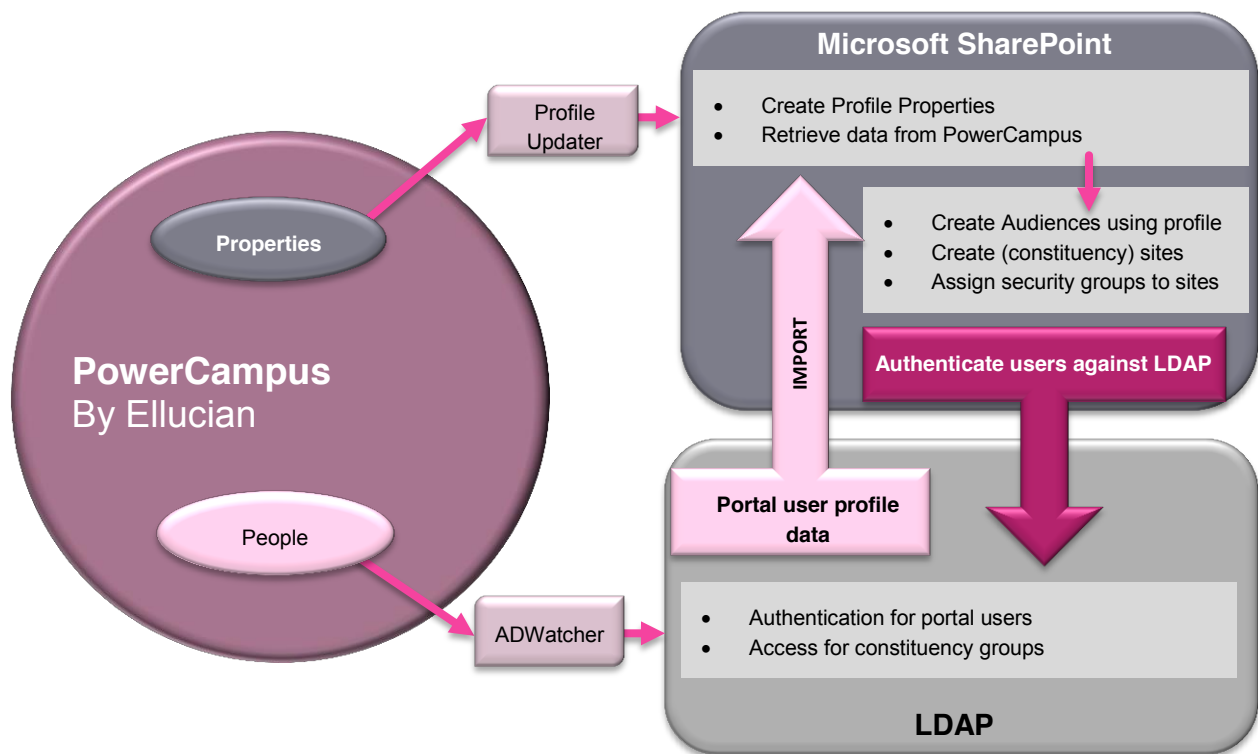 Microsoft SharePoint
• Create Profile Properties
• Retrieve data from PowerCampus
Profile
Updater
• Create Audiences using profile
• Create (constituency) sites
• Assign security groups to sites
Properties
IMPORT
Authenticate users against LDAP
PowerCampus
By Ellucian
Portal user profile
data
People
ADWatcher
• Authentication for portal users
• Access for constituency groups
LDAP